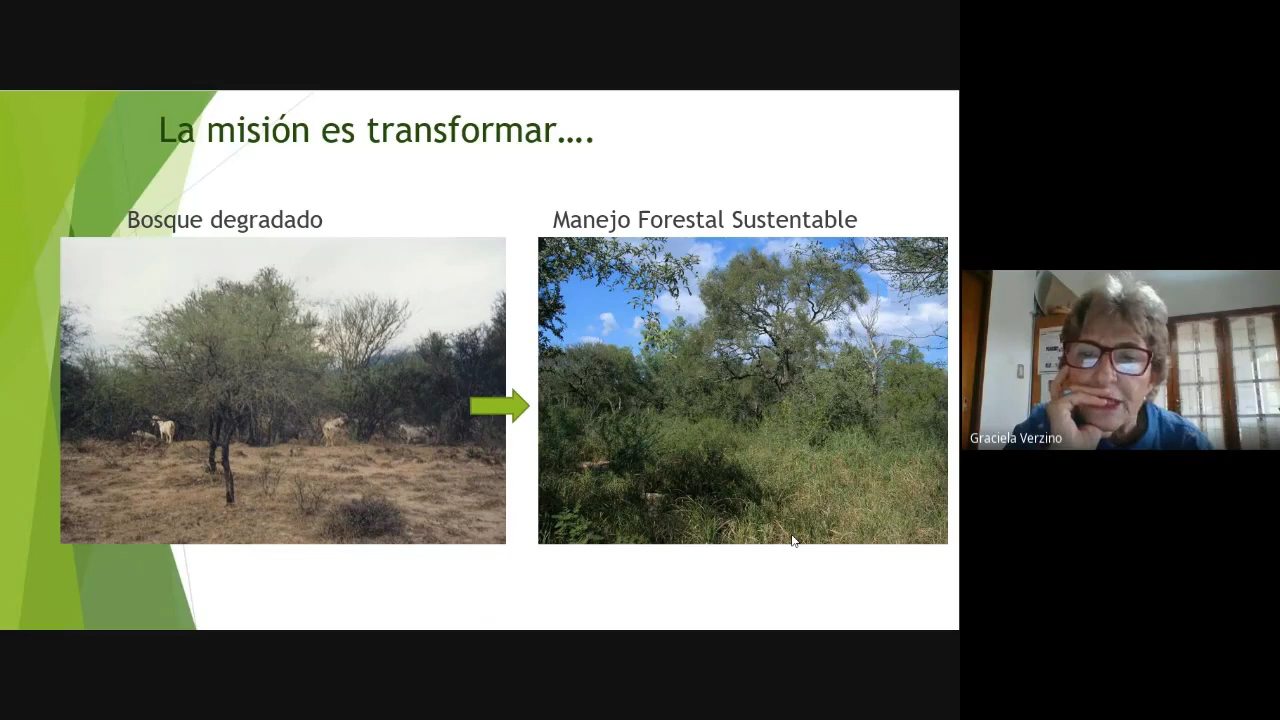 La misión es transformar....
Bosque degradado
Manejo Forestal Sustentable
Graciela Verzino